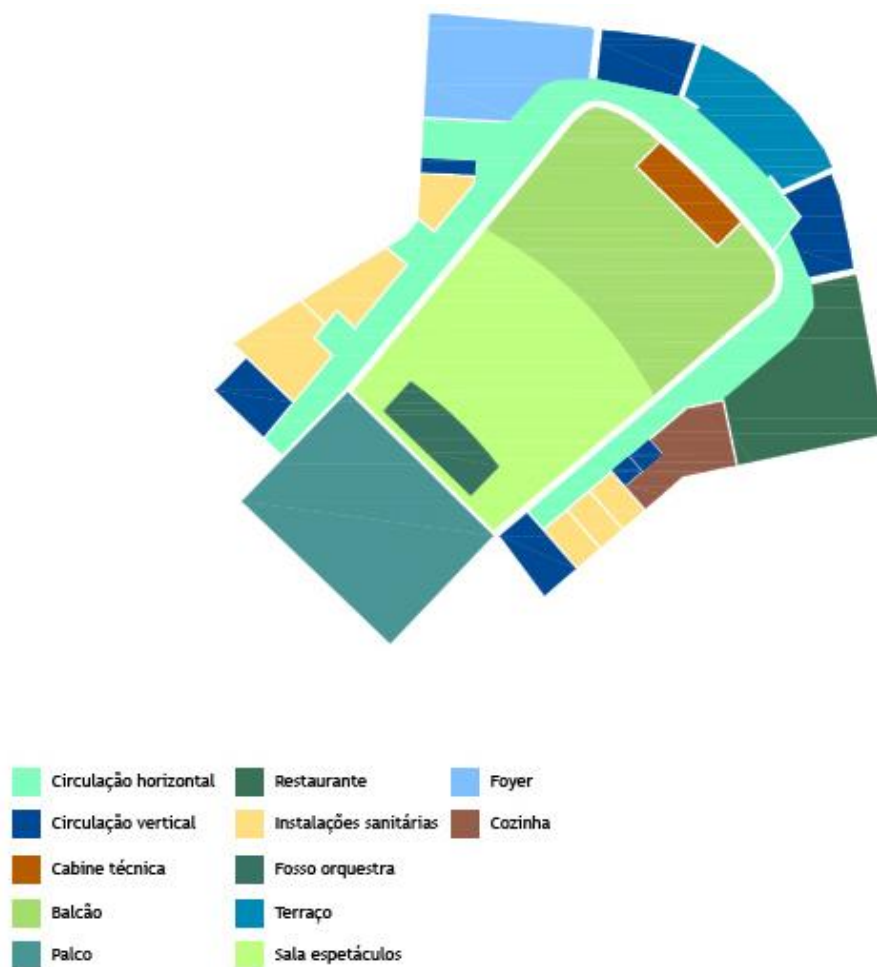 Circulação horizontal
Circulação vertical
Cabine técnica
Balcão
Palco
Restaurante
Instalações sanitárias
Fosso orquestra
Terraço
Sala espetáculos
Foyer
Cozinha